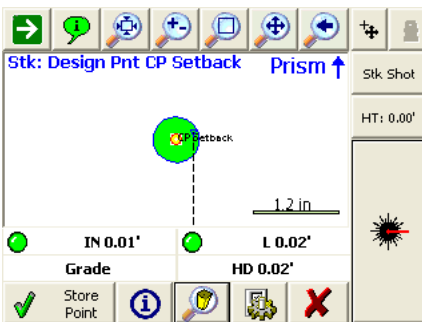 Stk: Design Pnt CP Setback
Prism
Stk Shot
HT: 0.00'
CP Setback
1.2 in
IN 0.01'
L 0.02'
Grade
HD 0.02'
Store
Point